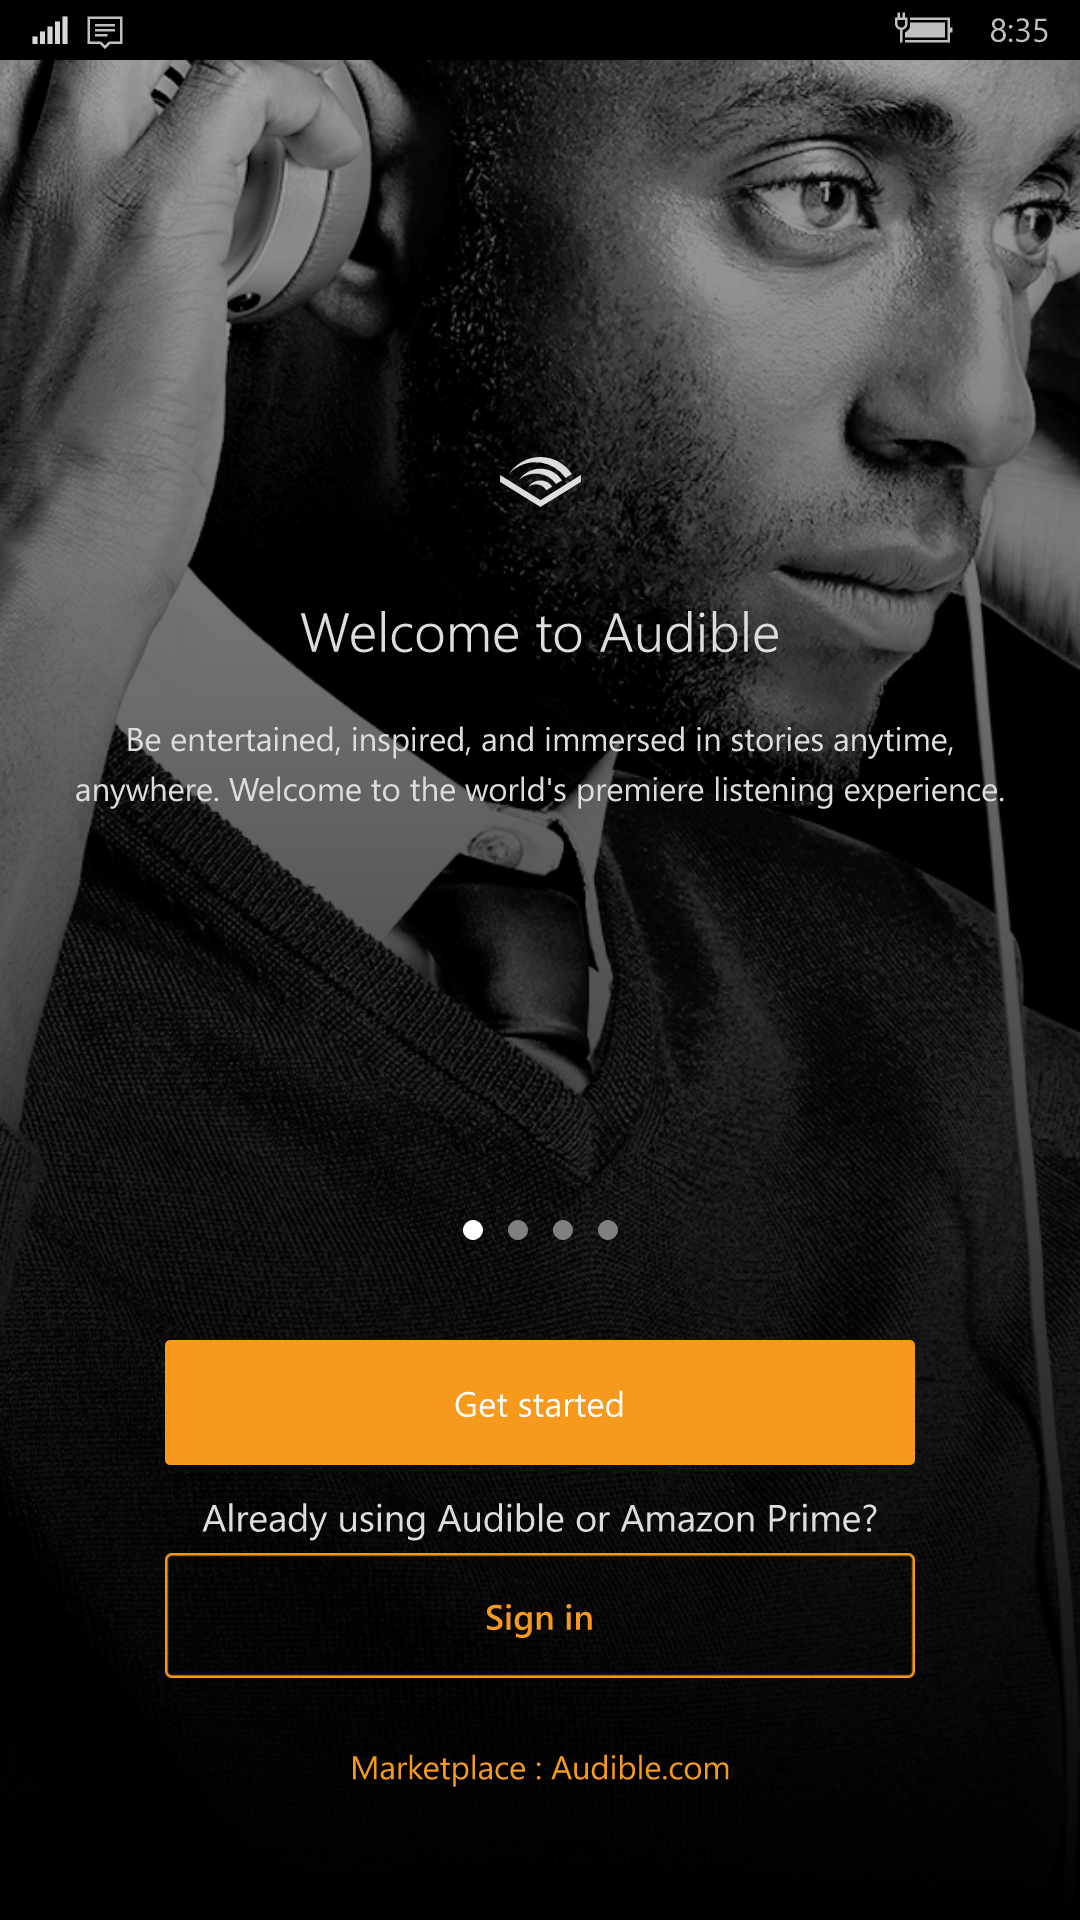 8:35
Welcome to Audible
Be entertained, inspired, and immersed in stories anytime,
anywhere. Welcome to the world's premiere listening experience.
Get started
Already using Audible or Amazon Prime?
Sign in
Marketplace : Audible.com